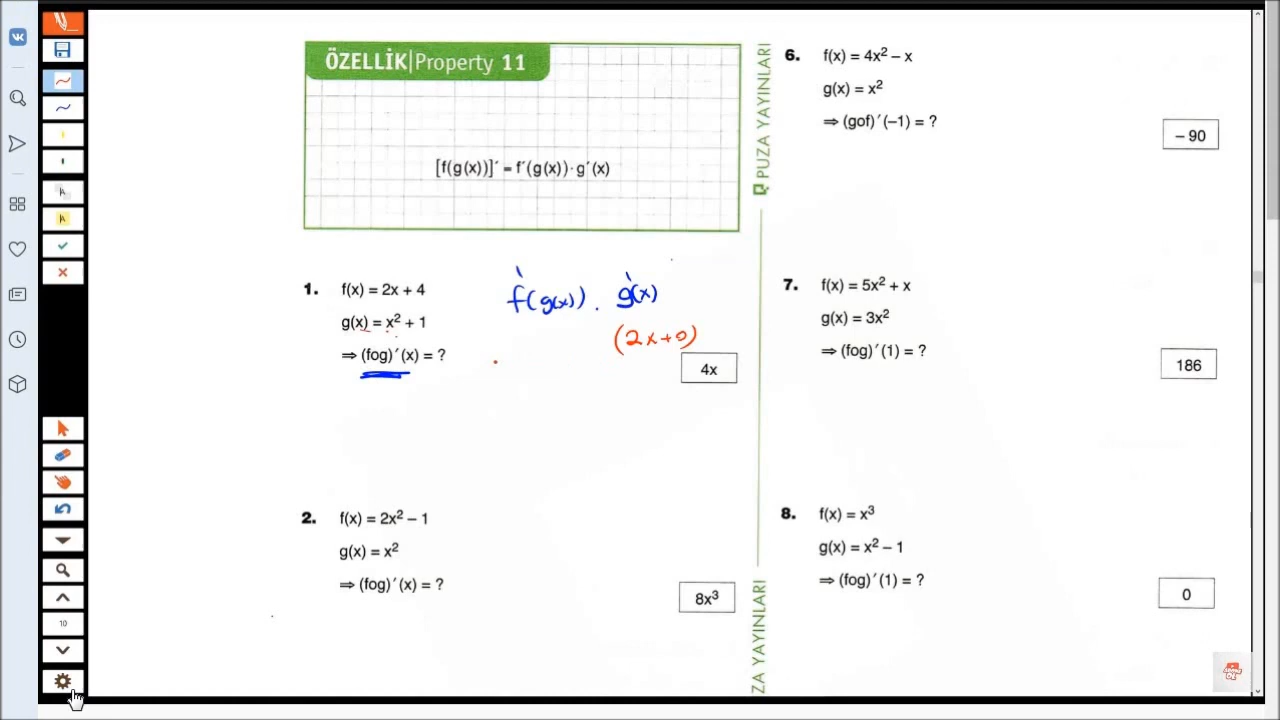 ÖZELLİK|Property 11
[f(g(x))]´ = f´(g(x))·g´(x)
1. f(x) = 2x + 4
g(x) = x² + 1
⇒ (fog)´(x) = ?
4x
f'(g(x)) . g'(x)
(2x+0)
2. f(x) = 2x² – 1
g(x) = x²
⇒ (fog)´(x) = ?
8x³
PUZA YAYINLARI
ZA YAYINLARI
6. f(x) = 4x² – x
g(x) = x²
⇒ (gof)´(–1) = ?
– 90
7. f(x) = 5x² + x
g(x) = 3x²
⇒ (fog)´(1) = ?
186
8. f(x) = x³
g(x) = x² – 1
⇒ (fog)´(1) = ?
0
10